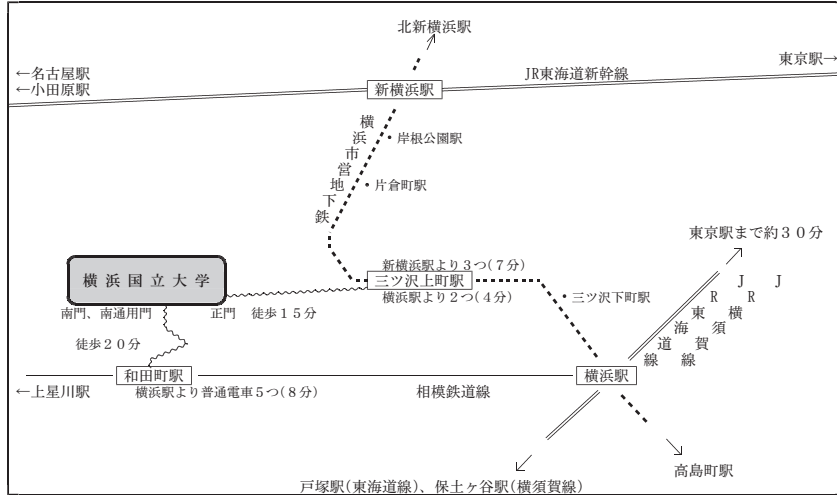 北新横浜駅
←名古屋駅
←小田原駅
JR東海道新幹線
東京駅→
新横浜駅
横浜市営地下鉄
岸根公園駅
片倉町駅
東京駅まで約30分
横浜国立大学
新横浜駅より3つ(7分)
三ツ沢上町駅
横浜駅より2つ(4分)
三ツ沢下町駅
JR東海道線
JR横須賀線
南門、南通用門
正門 徒歩15分
徒歩20分
和田町駅
横浜駅
←上星川駅
横浜駅より普通電車5つ(8分)
相模鉄道線
高島町駅
戸塚駅(東海道線)、保土ヶ谷駅(横須賀線)